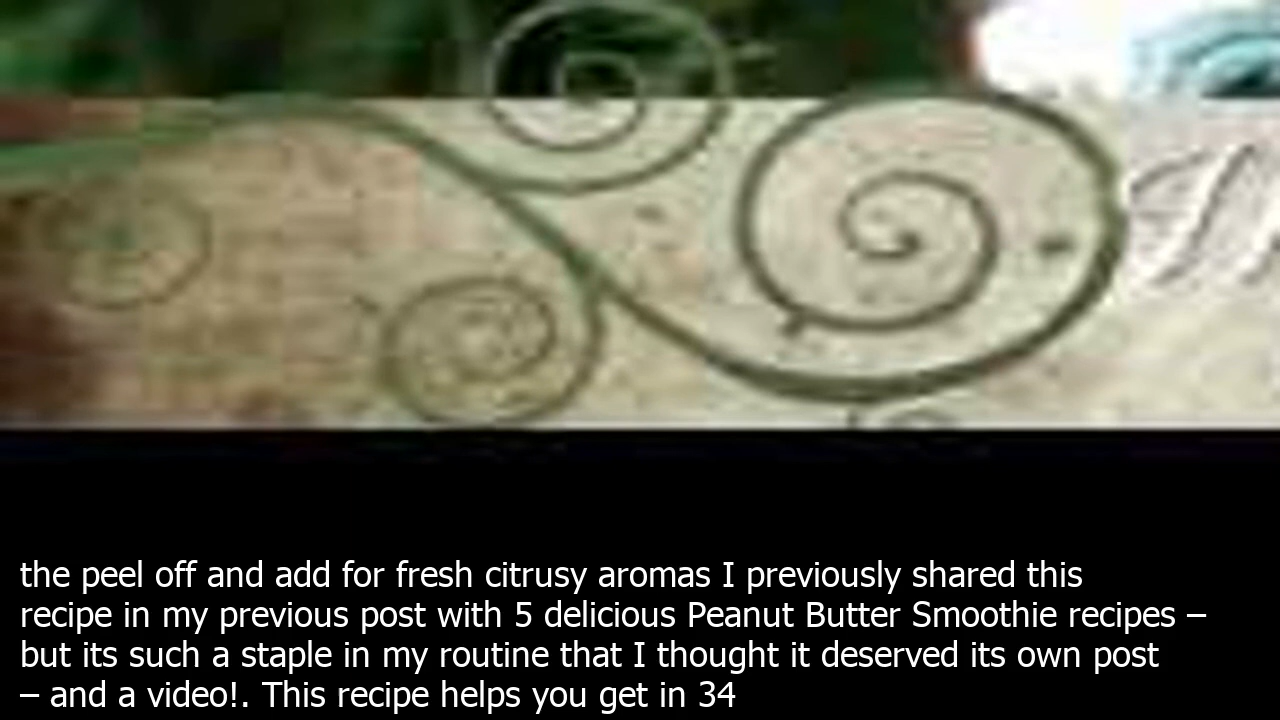 the peel off and add for fresh citrusy aromas I previously shared this
recipe in my previous post with 5 delicious Peanut Butter Smoothie recipes –
but its such a staple in my routine that I thought it deserved its own post
– and a video!. This recipe helps you get in 34